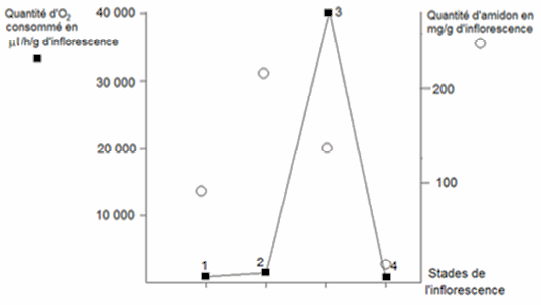 Quantité d'O2
consommé en
µl/h/g d'inflorescence
40 000
30 000
20 000
10 000
1
2
3
4
Quantité d'amidon en
mg/g d'inflorescence
200
100
Stades de
l'inflorescence